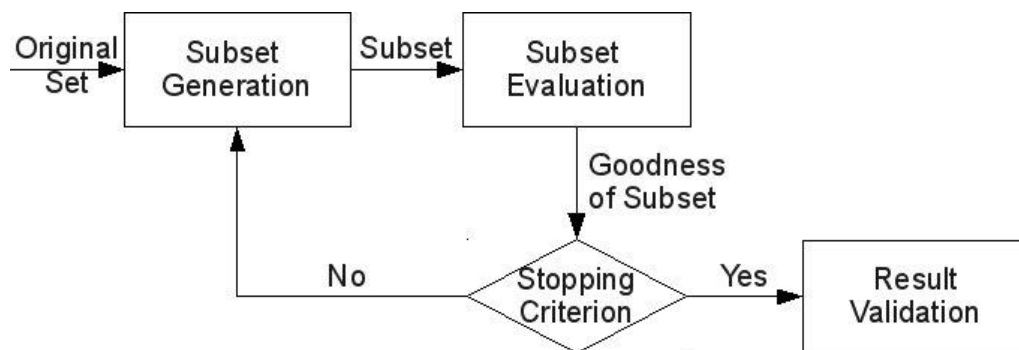 Original
Set
Subset
Generation
Subset
Subset
Evaluation
Goodness
of Subset
No
Stopping
Criterion
Yes
Result
Validation